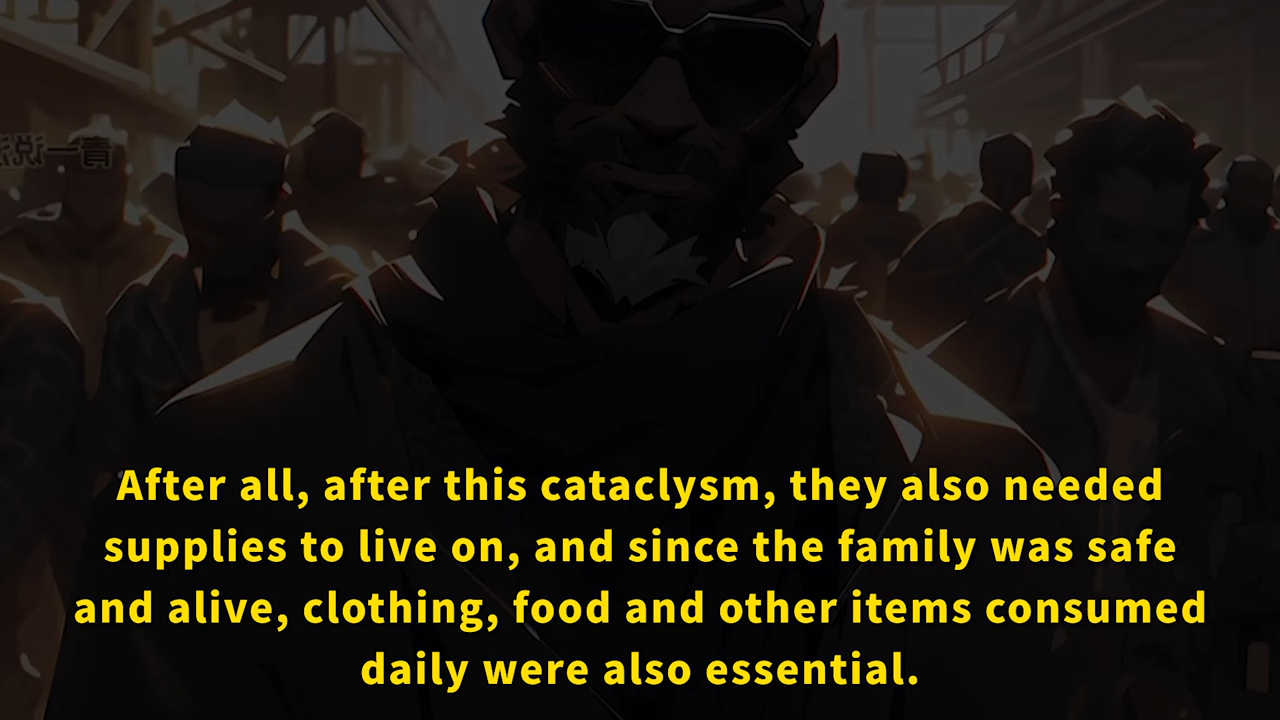 After all, after this cataclysm, they also needed
supplies to live on, and since the family was safe
and alive, clothing, food and other items consumed
daily were also essential.